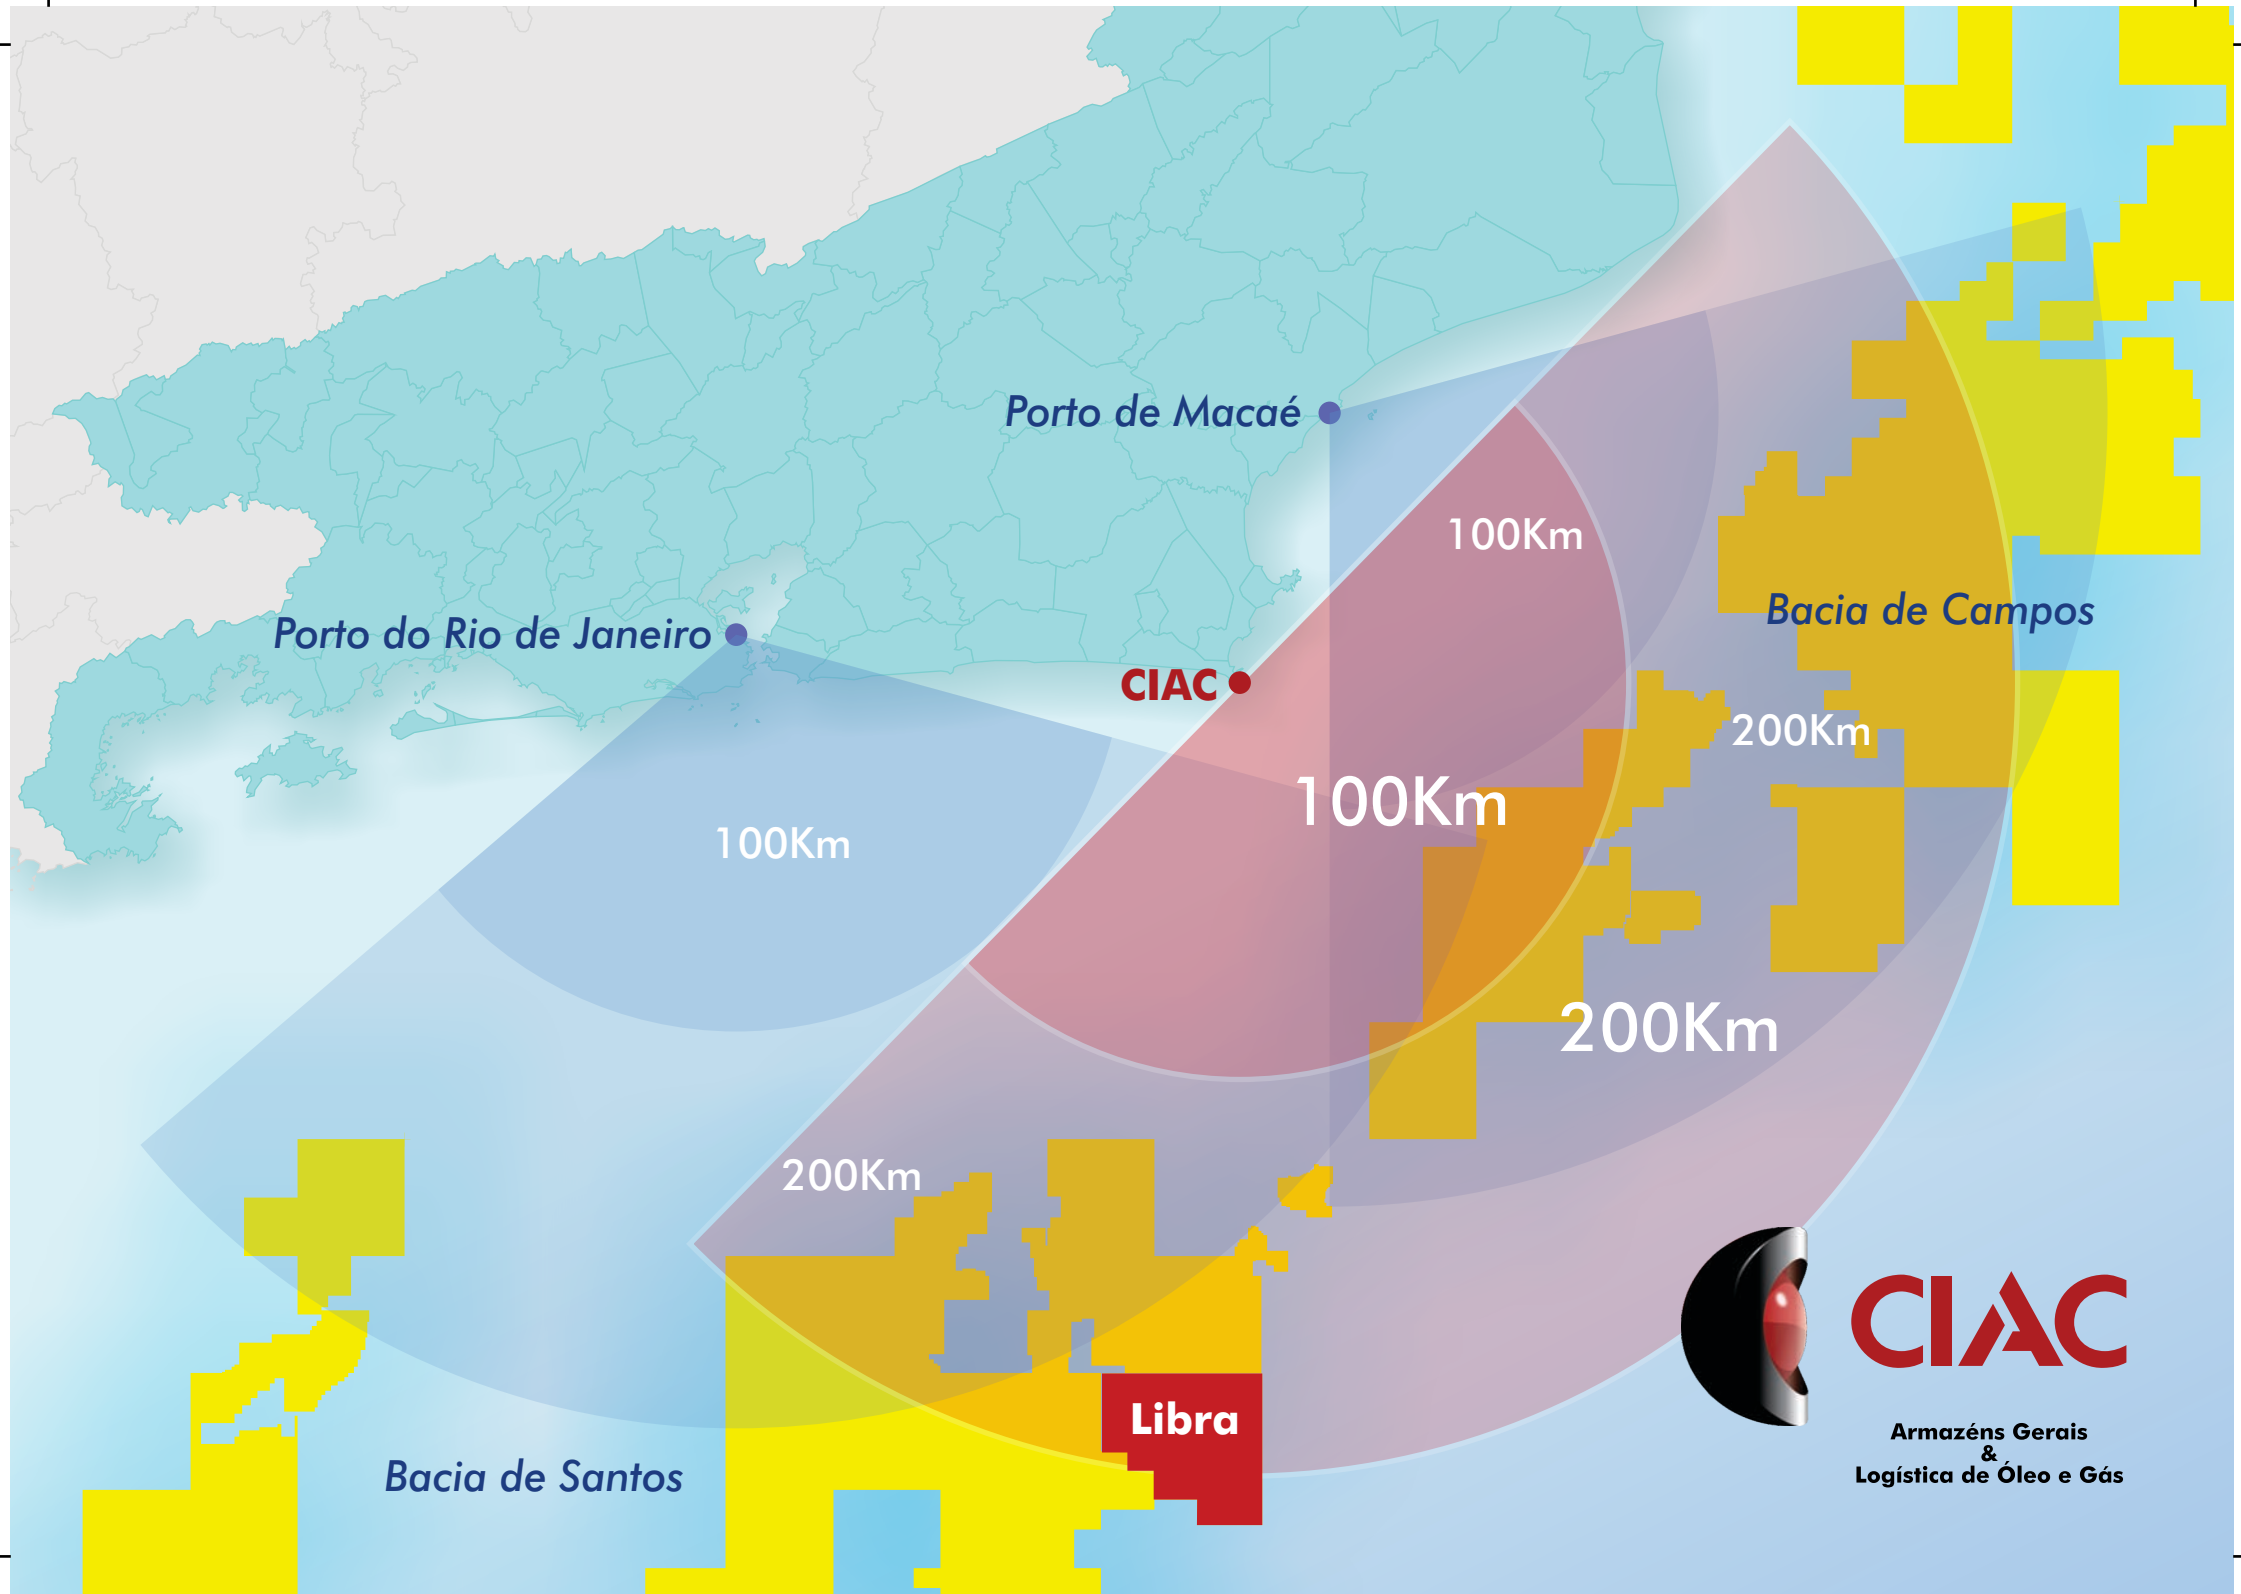 Porto de Macaé
100Km
Bacia de Campos
Porto do Rio de Janeiro
CIAC
200Km
100Km
100Km
200Km
200Km
CIAC
Libra
Armazéns Gerais
&
Logística de Óleo e Gás
Bacia de Santos